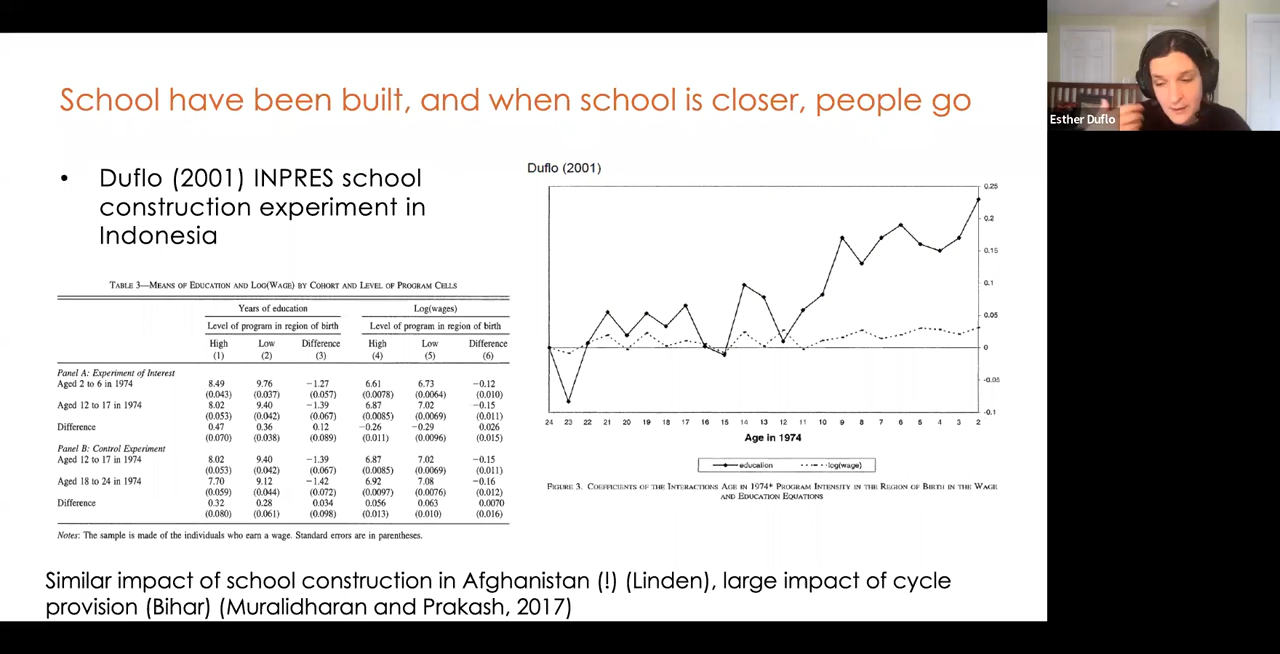 School have been built, and when school is closer, people go
Esther Duflo
• Duflo (2001) INPRES school
construction experiment in
Indonesia
TABLE 3—MEANS OF EDUCATION AND LOG(WAGE) BY COHORT AND LEVEL OF PROGRAM CELLS
Years of education Log(wages)
Level of program in region of birth Level of program in region of birth
High Low Difference High Low Difference
(1) (2) (3) (4) (5) (6)
Panel A: Experiment of Interest
Aged 2 to 6 in 1974 8.49 9.76 −1.27 6.61 6.73 −0.12
(0.043) (0.037) (0.057) (0.0078) (0.0064) (0.010)
Aged 12 to 17 in 1974 8.02 9.40 −1.39 6.87 7.02 −0.15
(0.053) (0.042) (0.067) (0.0085) (0.0069) (0.011)
Difference 0.47 0.36 0.12 −0.26 −0.29 0.026
(0.070) (0.038) (0.089) (0.011) (0.0096) (0.015)
Panel B: Control Experiment
Aged 12 to 17 in 1974 8.02 9.40 −1.39 6.87 7.02 −0.15
(0.053) (0.042) (0.067) (0.0085) (0.0069) (0.011)
Aged 18 to 24 in 1974 7.70 9.12 −1.42 6.92 7.08 −0.16
(0.059) (0.044) (0.072) (0.0097) (0.0076) (0.012)
Difference 0.32 0.28 0.034 0.056 0.063 0.0070
(0.080) (0.061) (0.098) (0.013) (0.010) (0.016)
Notes: The sample is made of the individuals who earn a wage. Standard errors are in parentheses.
Duflo (2001)
0.25
0.2
0.15
0.1
0.05
0
-0.05
-0.1
24 23 22 21 20 19 18 17 16 15 14 13 12 11 10 9 8 7 6 5 4 3 2
Age in 1974
education log(wage)
FIGURE 3. COEFFICIENTS OF THE INTERACTIONS AGE IN 1974* PROGRAM INTENSITY IN THE REGION OF BIRTH IN THE WAGE
AND EDUCATION EQUATIONS
Similar impact of school construction in Afghanistan (!) (Linden), large impact of cycle
provision (Bihar) (Muralidharan and Prakash, 2017)